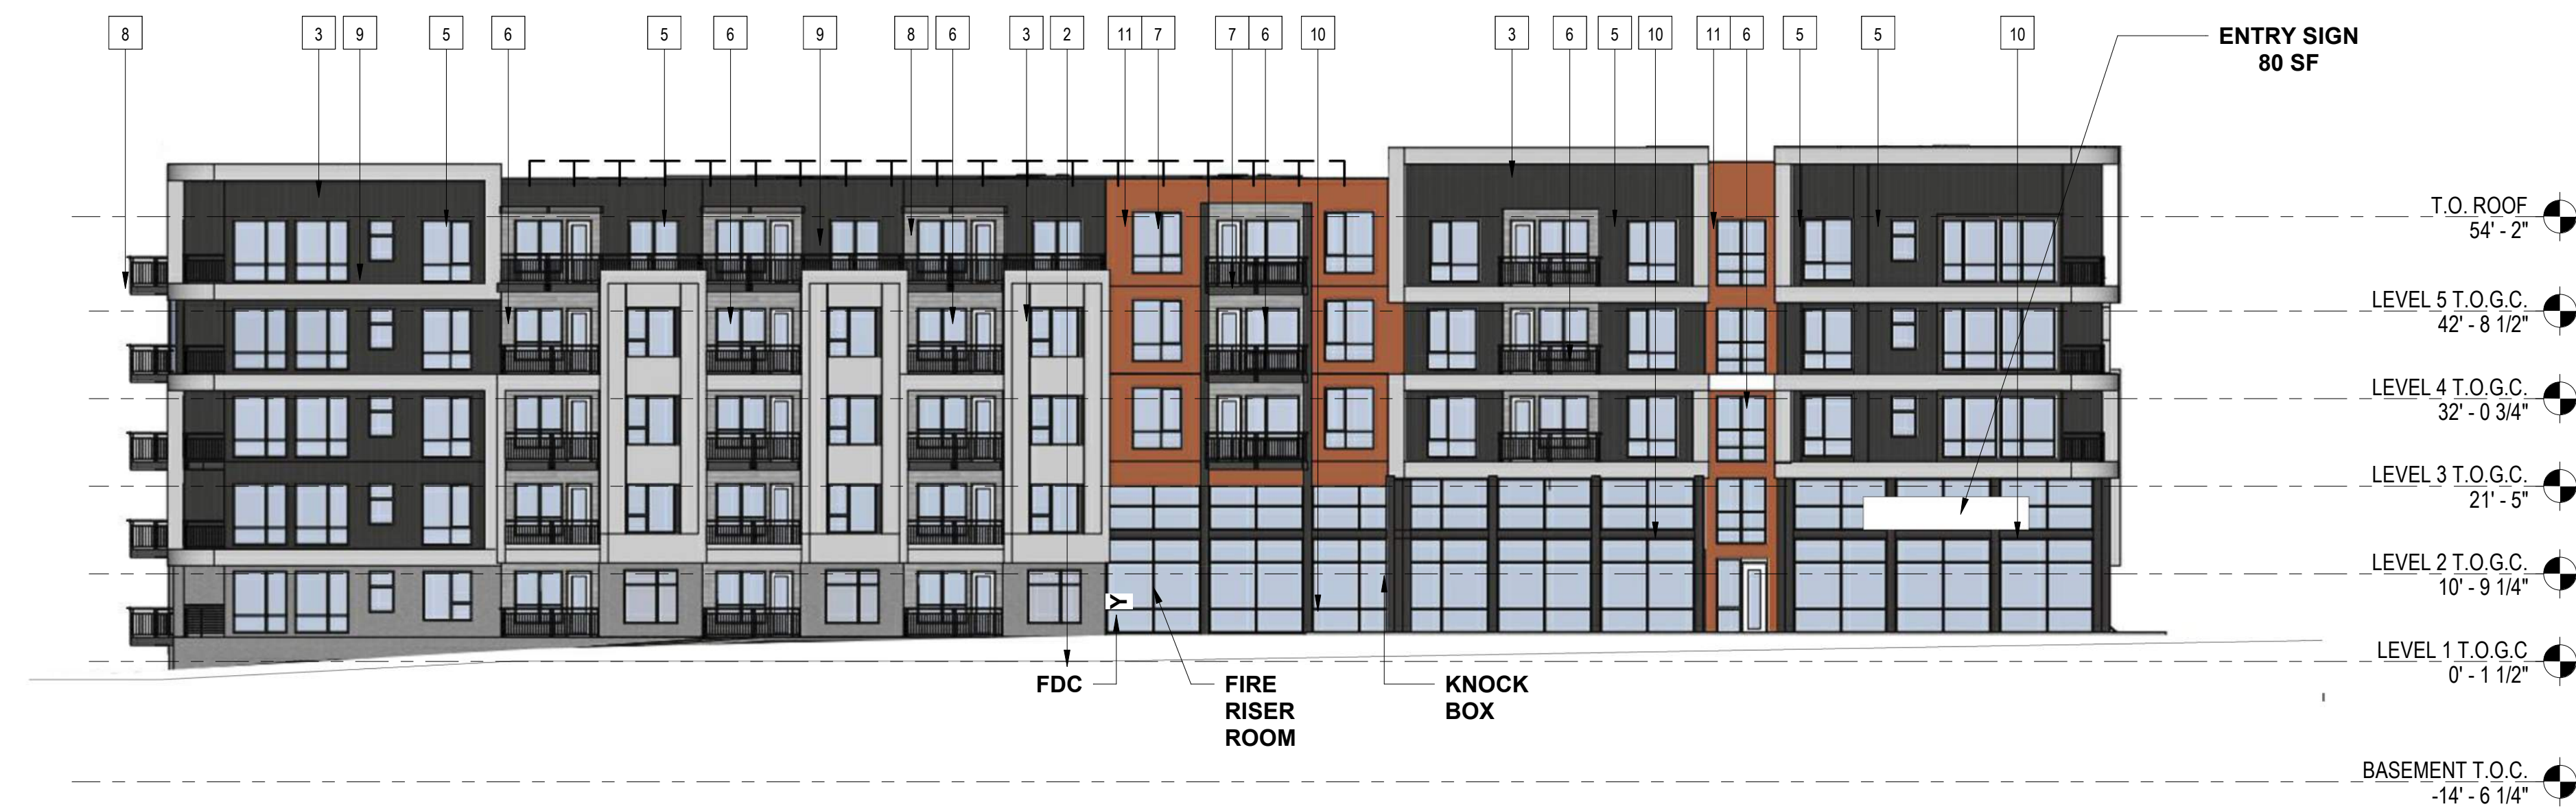 8 3 9 5 6 5 6 9 8 6 3 2 11 7 7 6 10 3 6 5 10 11 6 5 5 10
ENTRY SIGN
80 SF
T.O. ROOF
54' - 2"
LEVEL 5 T.O.G.C.
42' - 8 1/2"
LEVEL 4 T.O.G.C.
32' - 0 3/4"
LEVEL 3 T.O.G.C.
21' - 5"
LEVEL 2 T.O.G.C.
10' - 9 1/4"
Y
LEVEL 1 T.O.G.C
0' - 1 1/2"
FDC
FIRE
RISER
ROOM
KNOCK
BOX
BASEMENT T.O.C.
-14' - 6 1/4"